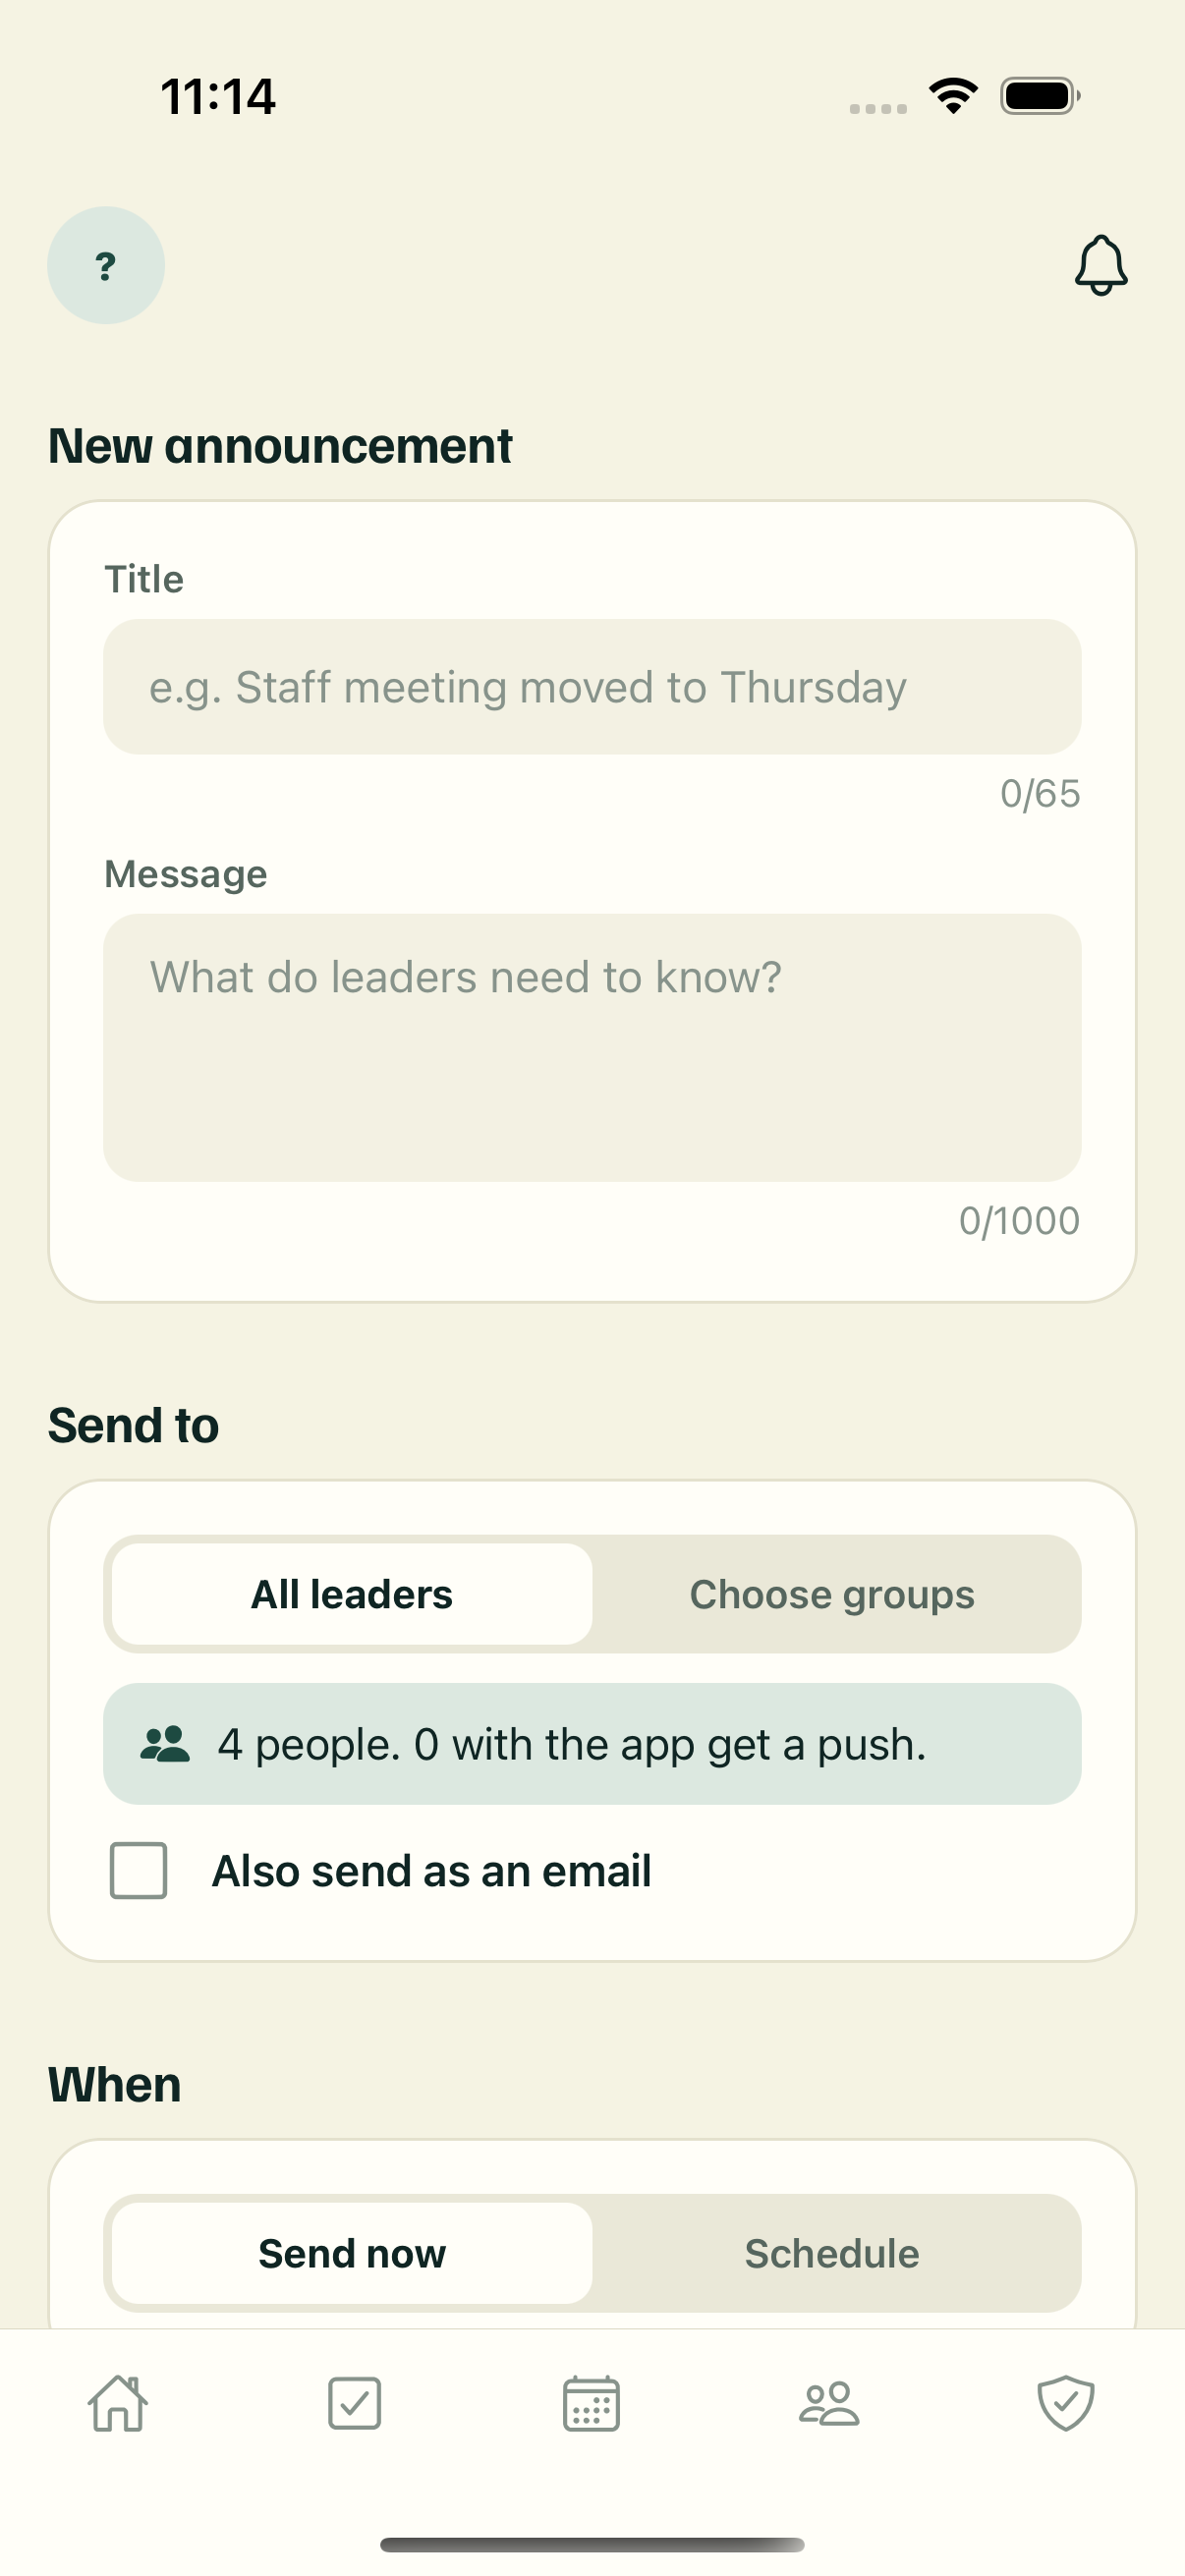 11:14
?
New announcement
Title
e.g. Staff meeting moved to Thursday
0/65
Message
What do leaders need to know?
0/1000
Send to
All leaders
Choose groups
4 people. 0 with the app get a push.
Also send as an email
When
Send now
Schedule